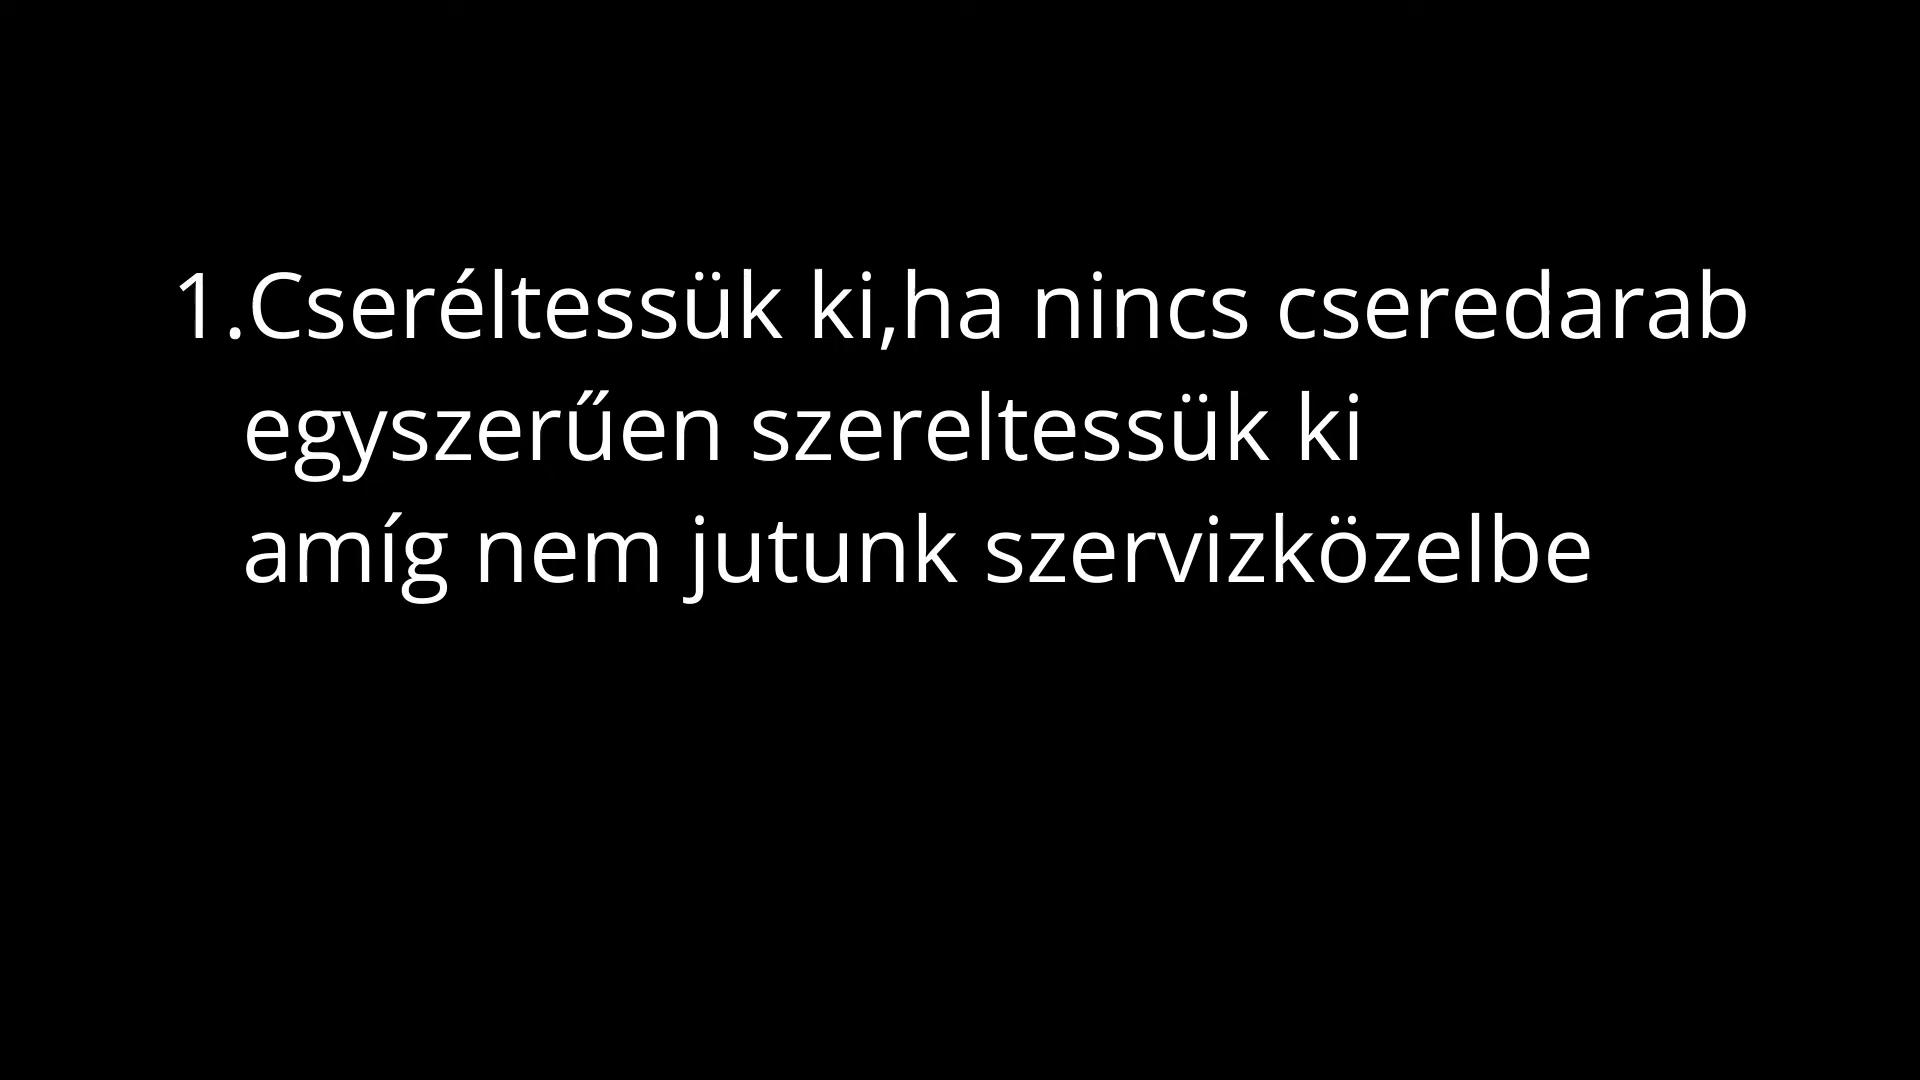 1.Cseréltessük ki,ha nincs cseredarab
egyszerűen szereltessük ki
amíg nem jutunk szervizközelbe